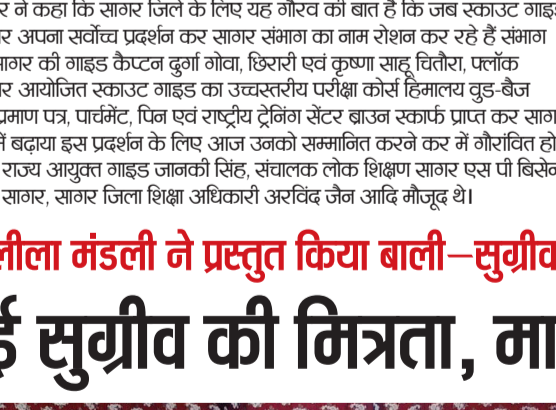 र ने कहा कि सागर जिले के लिए यह गौरव की बात है कि जब स्काउट गाइड
र अपना सर्वोच्च प्रदर्शन कर सागर संभाग का नाम रोशन कर रहे हैं संभाग
ागर की गाइड कैप्टन दुर्गा गोवा, छिरारी एवं कृष्णा साहू चितौरा, फ्लॉक
र आयोजित स्काउट गाइड का उच्चस्तरीय परीक्षा कोर्स हिमालय वुड-बैज
प्रमाण पत्र, पार्चमेंट, पिन एवं राष्ट्रीय ट्रेनिंग सेंटर ब्राउन स्कार्फ प्राप्त कर साग
में बढ़ाया इस प्रदर्शन के लिए आज उनको सम्मानित करने कर में गौरांवित हो
राज्य आयुक्त गाइड जानकी सिंह, संचालक लोक शिक्षण सागर एस पी बिसेन
सागर, सागर जिला शिक्षा अधिकारी अरविंद जैन आदि मौजूद थे।
लीला मंडली ने प्रस्तुत किया बाली-सुग्रीव
ई सुग्रीव की मित्रता, मा